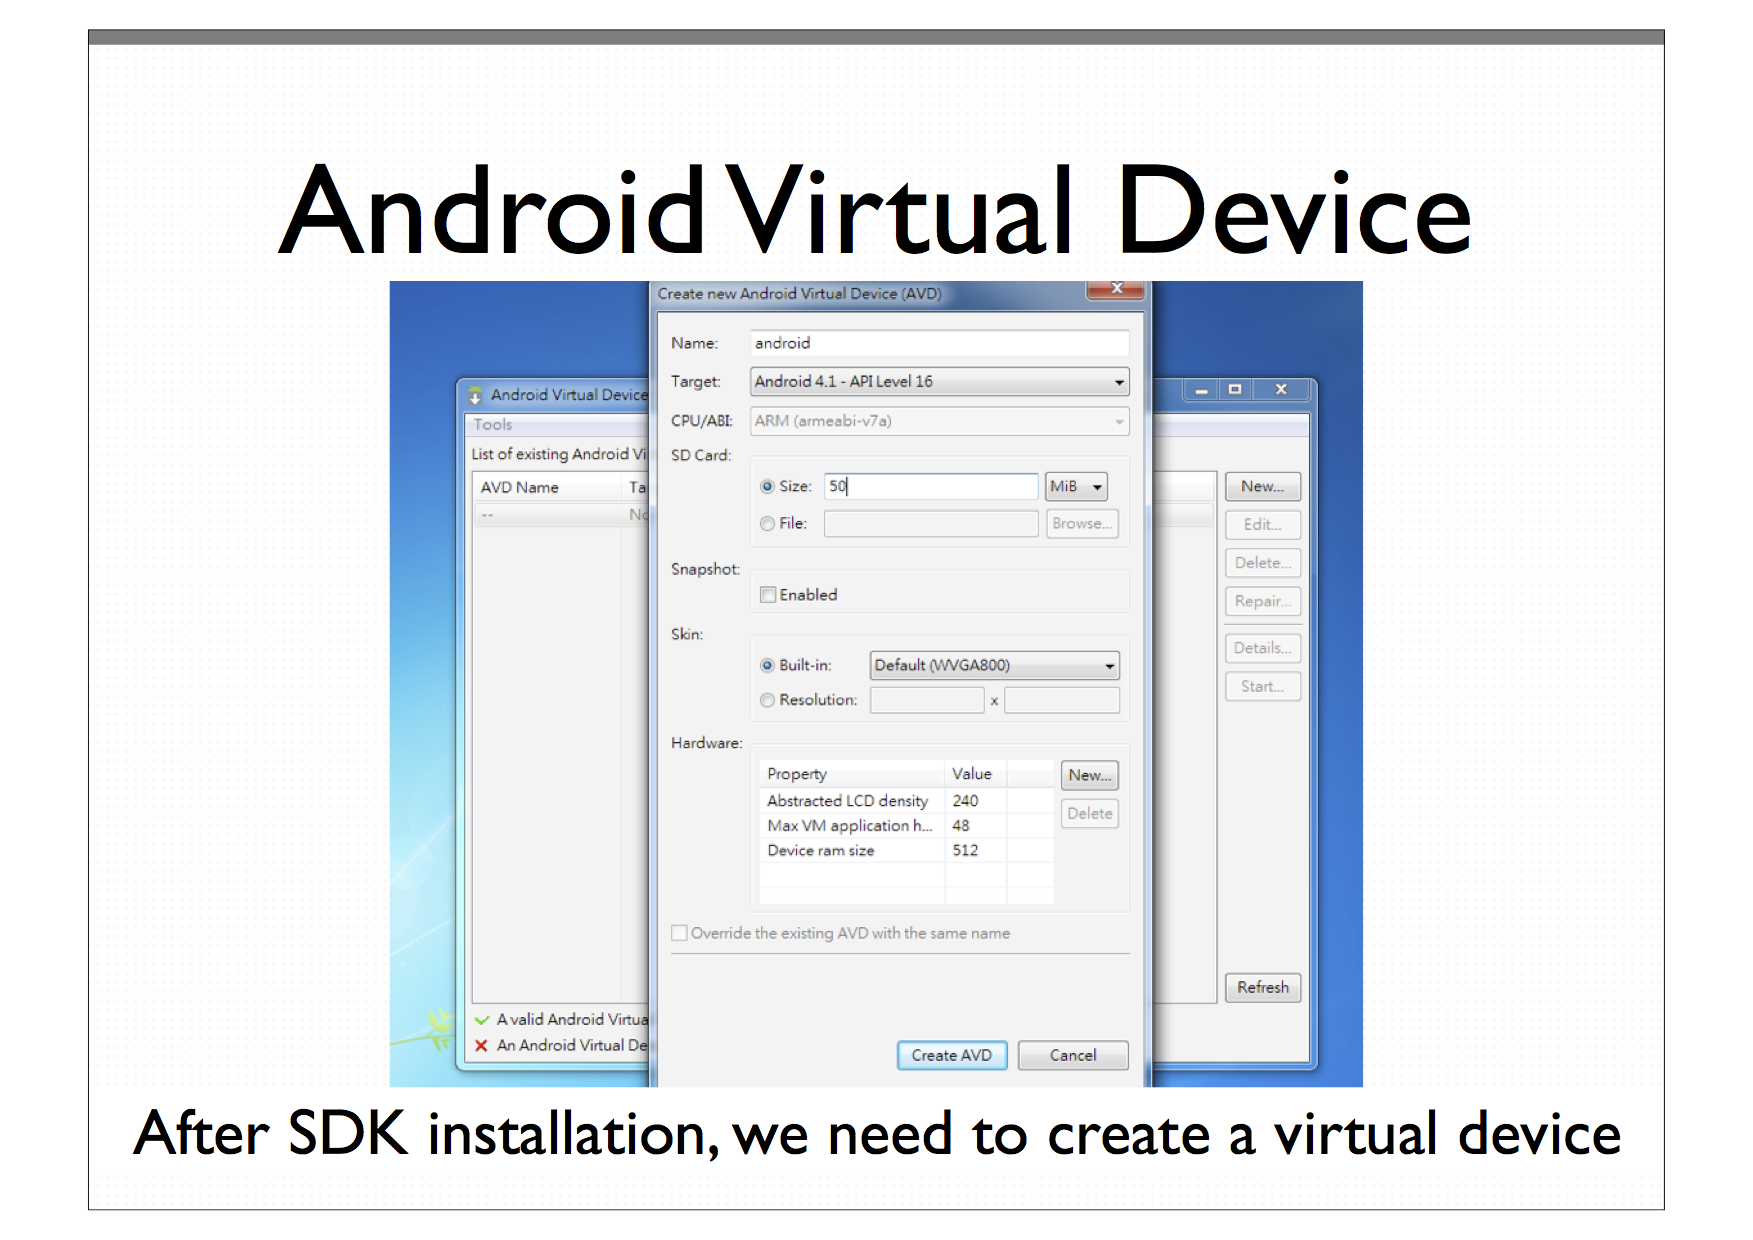 Android Virtual Device
Create new Android Virtual Device (AVD)
Name: android
Target: Android 4.1 - API Level 16
CPU/ABI: ARM (armeabi-v7a)
SD Card:
Size: 50 MiB
File: Browse...
Snapshot:
Enabled
Skin:
Built-in: Default (WVGA800)
Resolution: x
Hardware:
Property Value New...
Abstracted LCD density 240
Max VM application h... 48
Delete
Device ram size 512
Override the existing AVD with the same name
Create AVD Cancel
Android Virtual Device
Tools
List of existing Android Vi
AVD Name Ta
-- No
New...
Edit...
Delete...
Repair...
Details...
Start...
Refresh
A valid Android Virtua
An Android Virtual De
After SDK installation, we need to create a virtual device